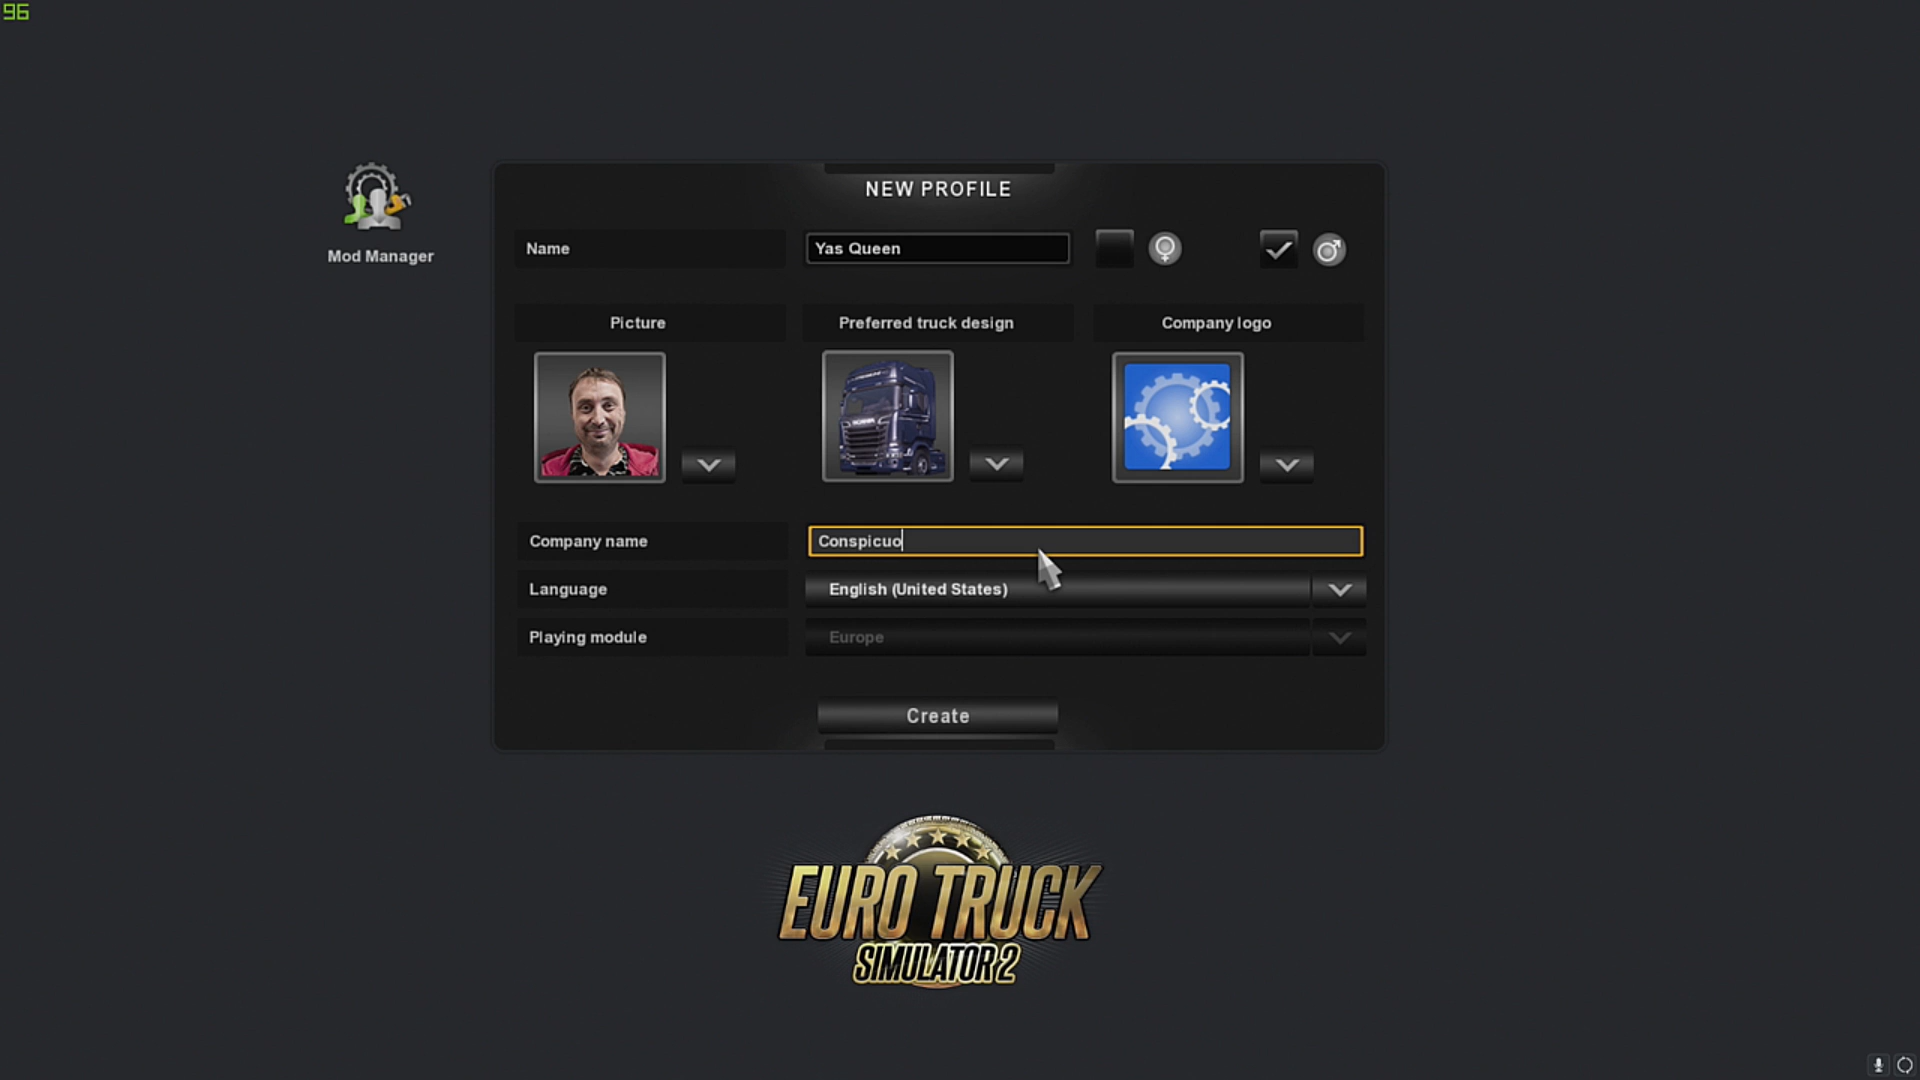 96
Mod Manager
NEW PROFILE
Name
Yas Queen
Picture
Preferred truck design
Company logo
SCANIA
Company name
Conspicuo
Language
English (United States)
Playing module
Europe
Create
EURO TRUCK
SIMULATOR 2